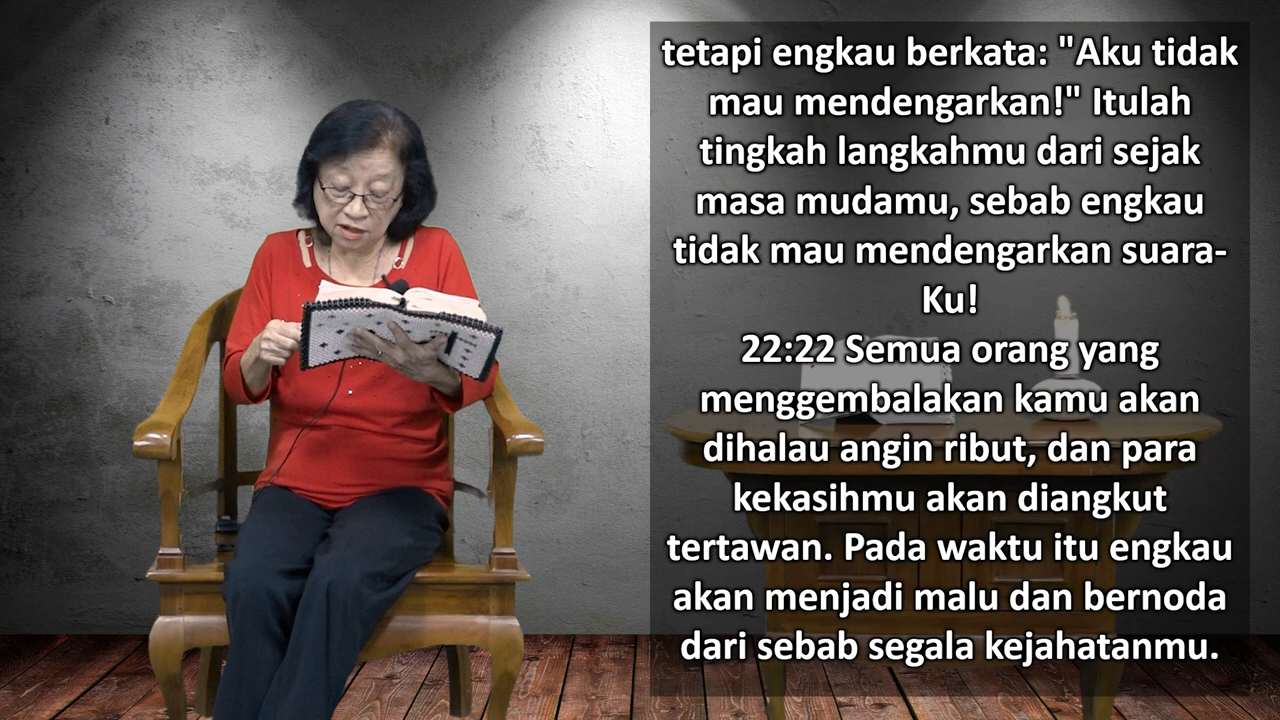 tetapi engkau berkata: "Aku tidak
mau mendengarkan!" Itulah
tingkah langkahmu dari sejak
masa mudamu, sebab engkau
tidak mau mendengarkan suara-
Ku!
22:22 Semua orang yang
menggembalakan kamu akan
dihalau angin ribut, dan para
kekasihmu akan diangkut
tertawan. Pada waktu itu engkau
akan menjadi malu dan bernoda
dari sebab segala kejahatanmu.